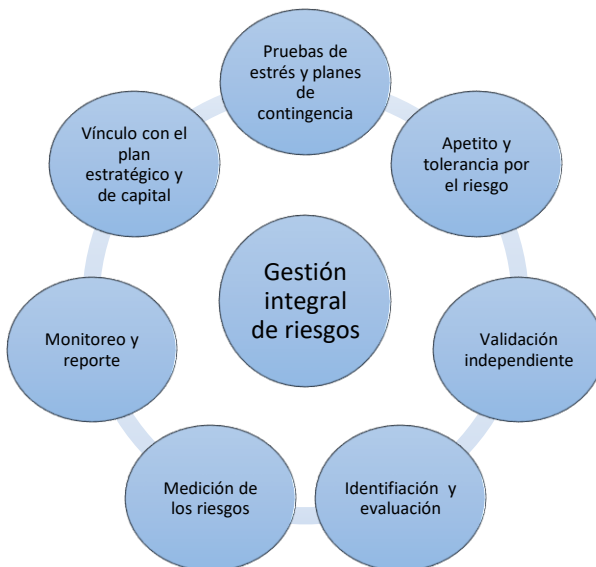 Pruebas de
estrés y planes
de
contingencia
Apetito y
tolerancia por
el riesgo
Validación
independiente
Identifiación y
evaluación
Medición de
los riesgos
Monitoreo y
reporte
Vínculo con el
plan
estratégico y
de capital
Gestión
integral
de riesgos